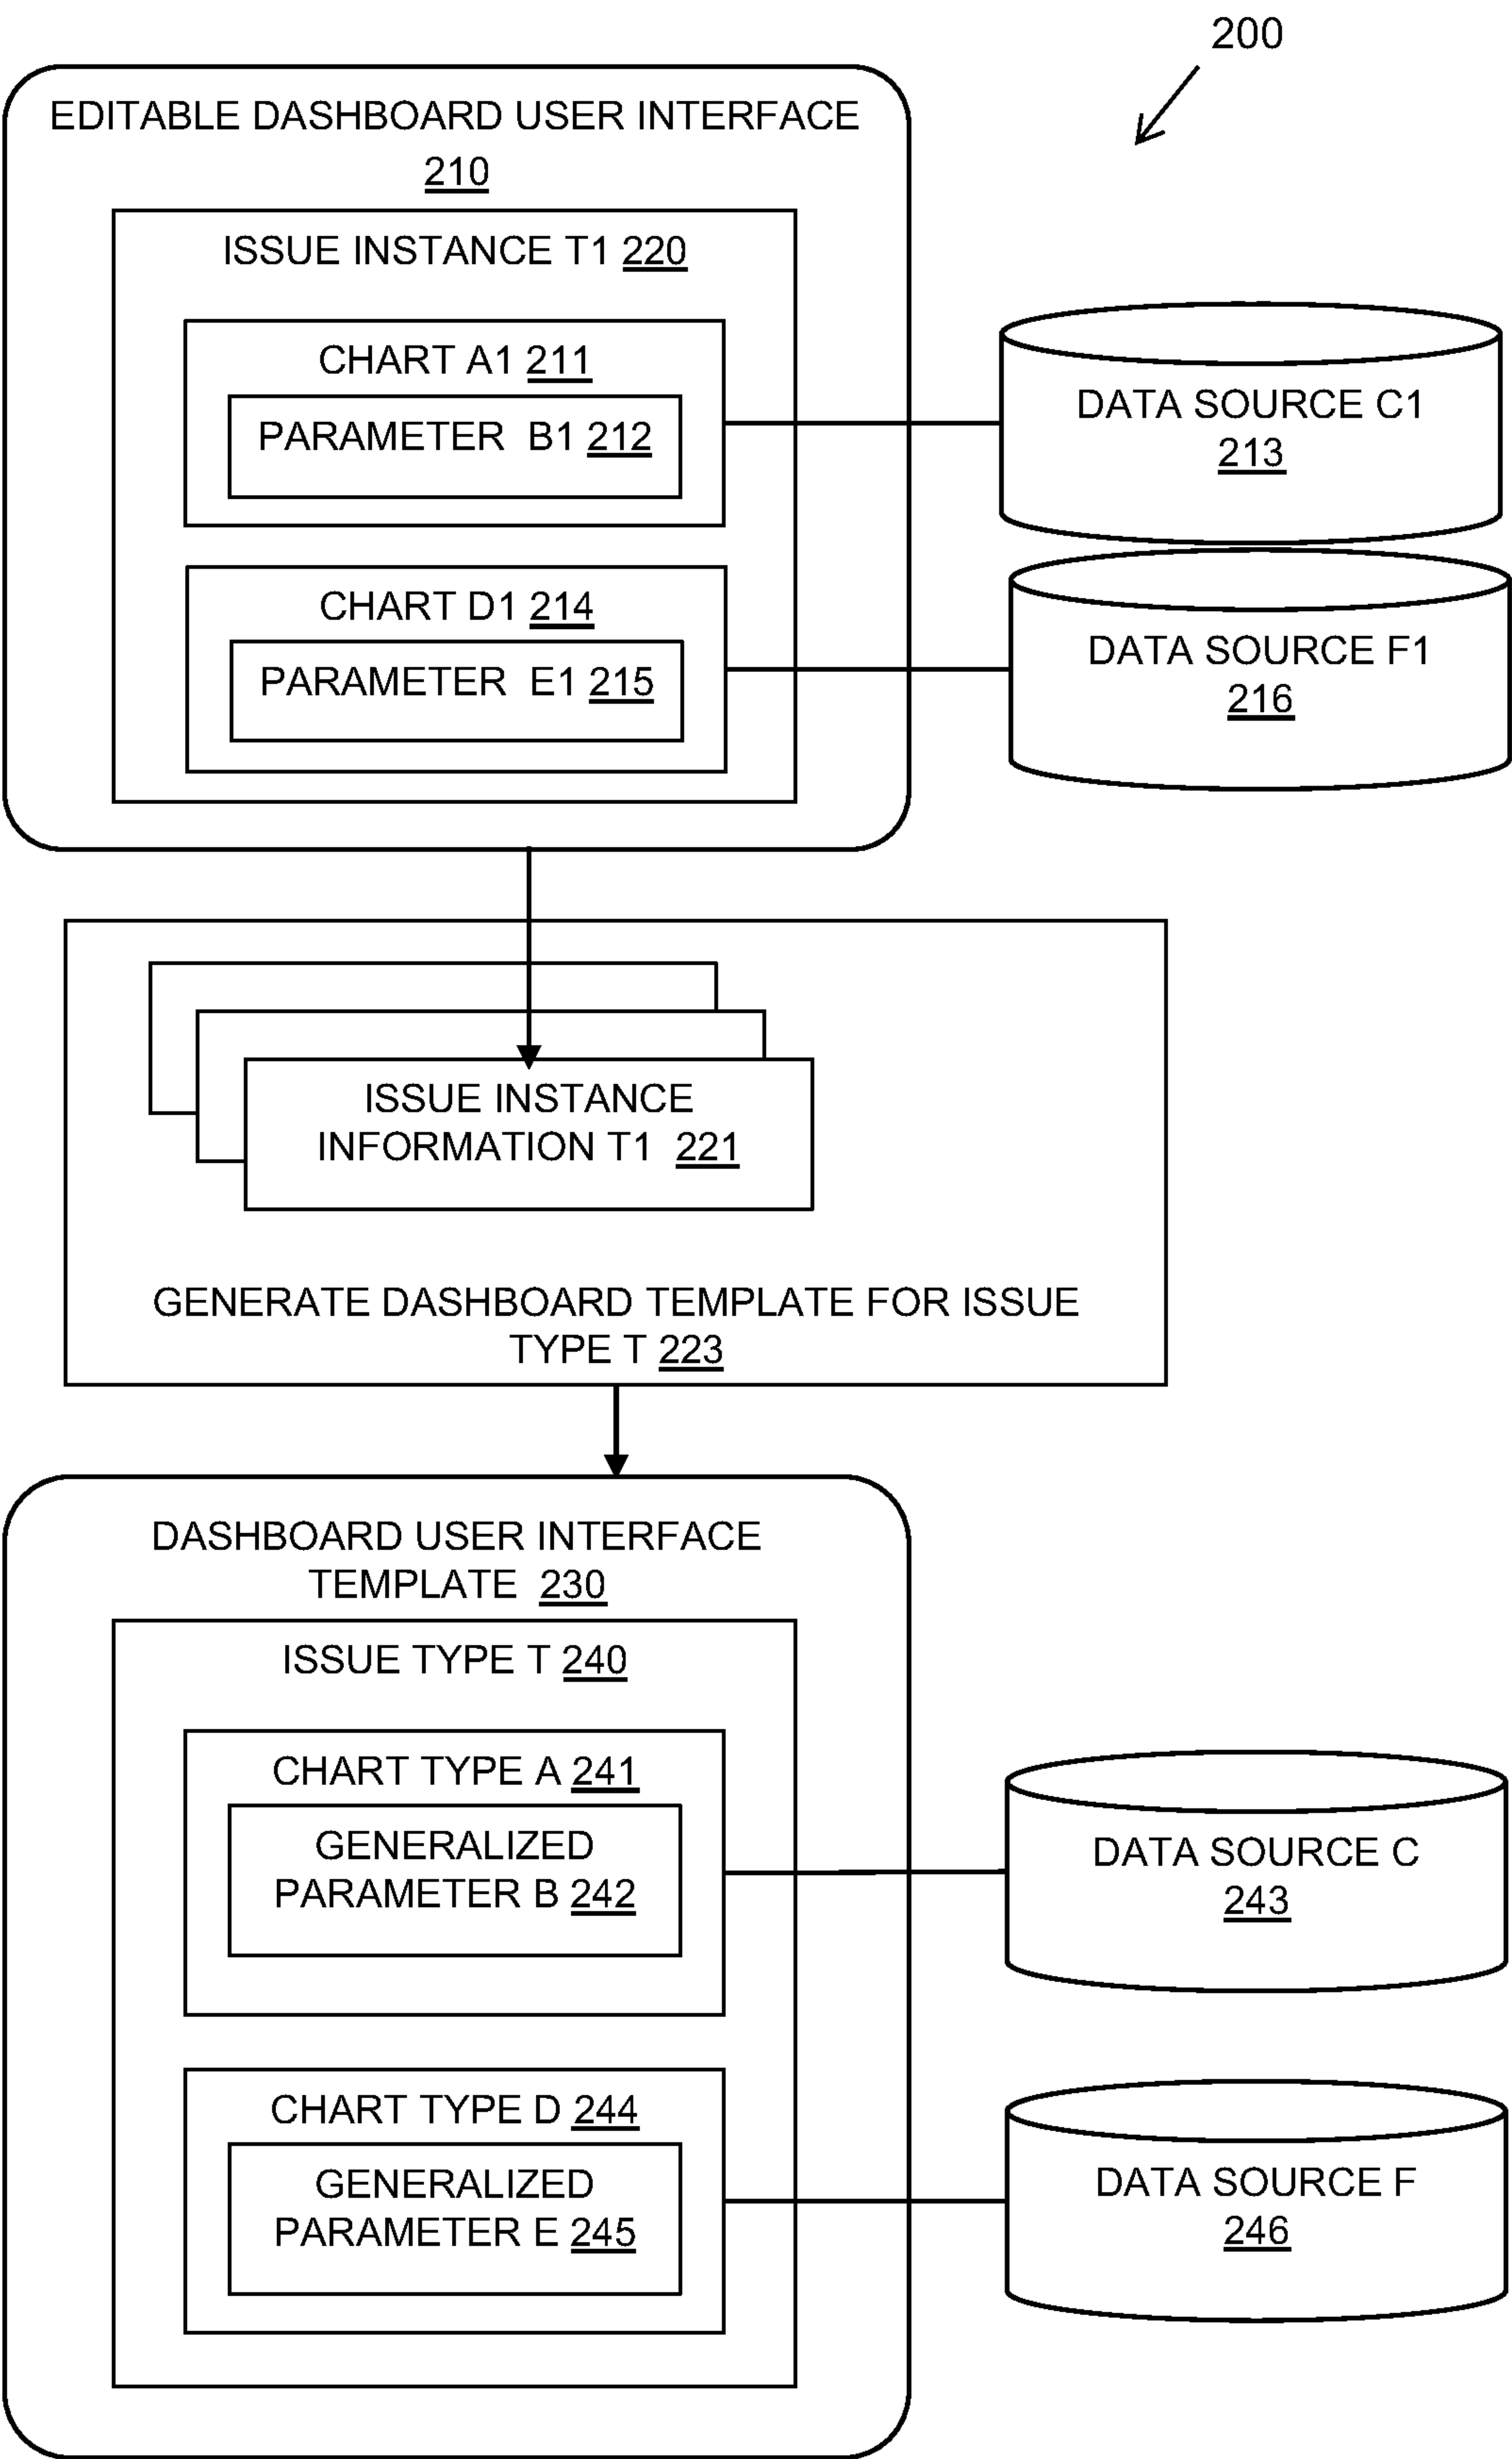 200
EDITABLE DASHBOARD USER INTERFACE
210
ISSUE INSTANCE T1 220
CHART A1 211
PARAMETER B1 212
DATA SOURCE C1
213
CHART D1 214
PARAMETER E1 215
DATA SOURCE F1
216
ISSUE INSTANCE
INFORMATION T1 221
GENERATE DASHBOARD TEMPLATE FOR ISSUE
TYPE T 223
DASHBOARD USER INTERFACE
TEMPLATE 230
ISSUE TYPE T 240
CHART TYPE A 241
GENERALIZED
PARAMETER B 242
DATA SOURCE C
243
CHART TYPE D 244
GENERALIZED
PARAMETER E 245
DATA SOURCE F
246